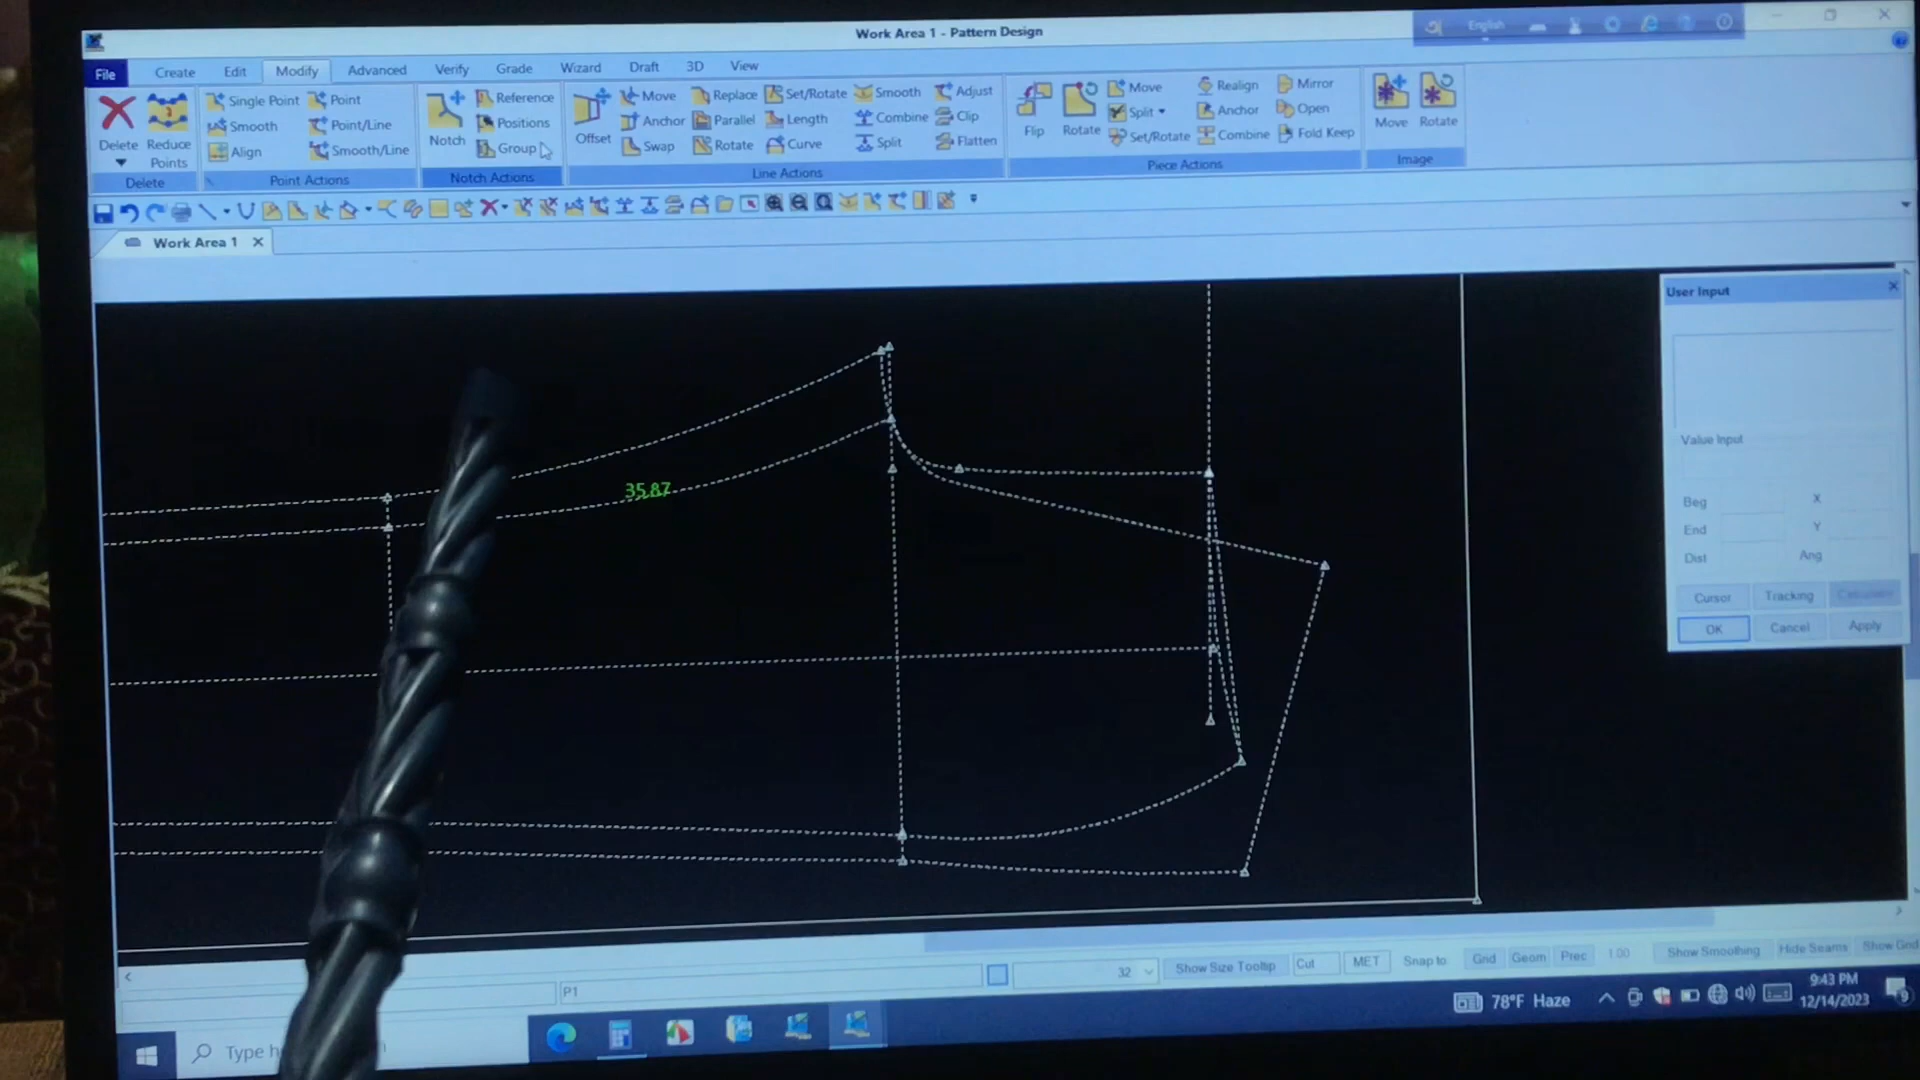 Work Area 1 - Pattern Design
English
File Create Edit Modify Advanced Verify Grade Wizard Draft 3D View
Delete
Reduce Points
Delete
Single Point
Smooth
Align
Point
Point/Line
Smooth/Line
Point Actions
Notch
Reference
Positions
Group
Notch Actions
Offset
Move
Anchor
Swap
Replace
Parallel
Rotate
Set/Rotate
Length
Curve
Smooth
Combine
Split
Adjust
Clip
Flatten
Line Actions
Flip
Rotate
Move
Split
Set/Rotate
Realign
Anchor
Combine
Mirror
Open
Fold Keep
Piece Actions
Move
Rotate
Image
Work Area 1
User Input
Value Input
Beg X
End Y
Dist Ang
Cursor Tracking Calculator
OK Cancel Apply
35.87
32 Show Size Tooltip Cut MET Snap to Grid Geom Prec 1.00 Show Smoothing Hide Seams Show Grid
P1
Type h
78°F Haze
9:43 PM
12/14/2023
9